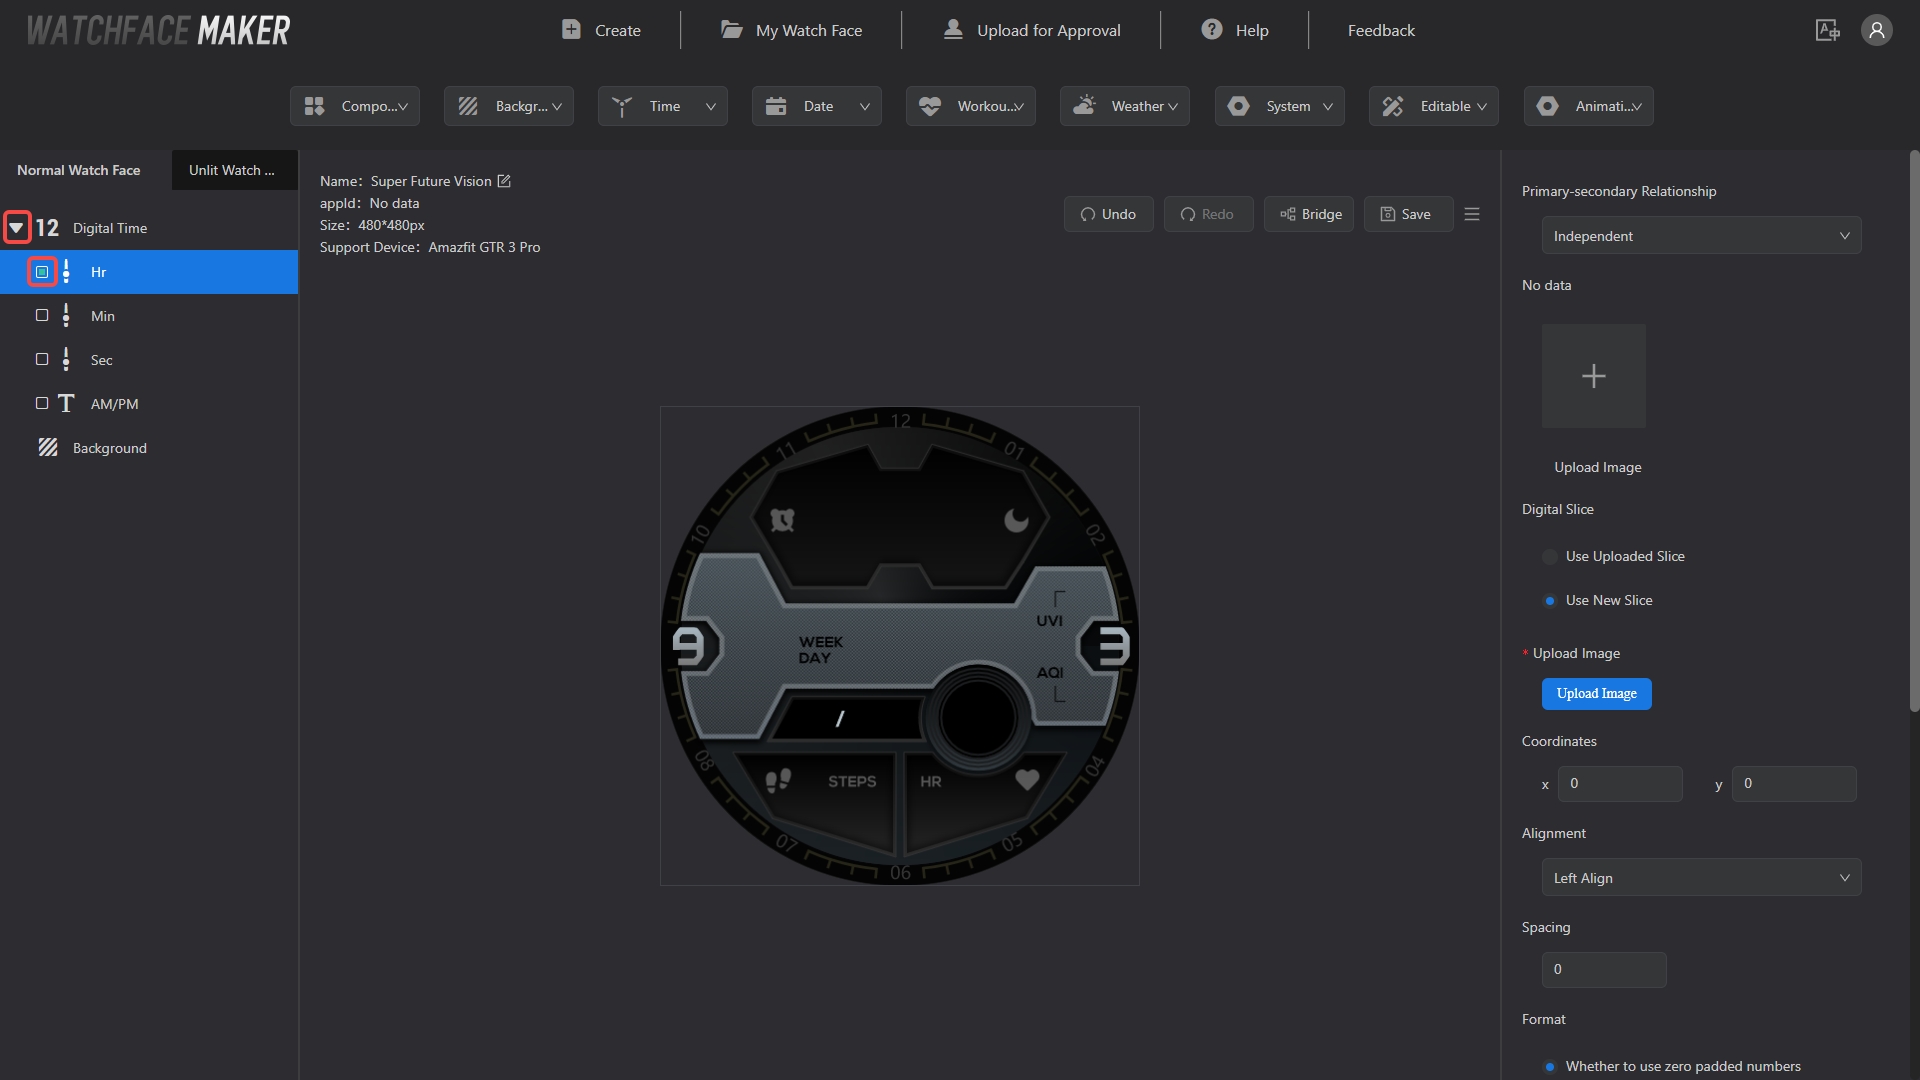 WATCHFACE MAKER
Create
My Watch Face
Upload for Approval
? Help
Feedback
Compo...
Backgr...
Time
Date
Workou...
Weather
System
Editable
Animati...
Normal Watch Face
Unlit Watch ...
12 Digital Time
Hr
Min
Sec
T AM/PM
Background
Name: Super Future Vision
appId: No data
Size: 480*480px
Support Device: Amazfit GTR 3 Pro
Undo
Redo
Bridge
Save
12
11
01
10
02
UVI
9
WEEK
DAY
3
AQI
/
08
04
STEPS
HR
07
05
06
Primary-secondary Relationship
Independent
No data
Upload Image
Digital Slice
Use Uploaded Slice
Use New Slice
* Upload Image
Upload Image
Coordinates
x 0 y 0
Alignment
Left Align
Spacing
0
Format
Whether to use zero padded numbers